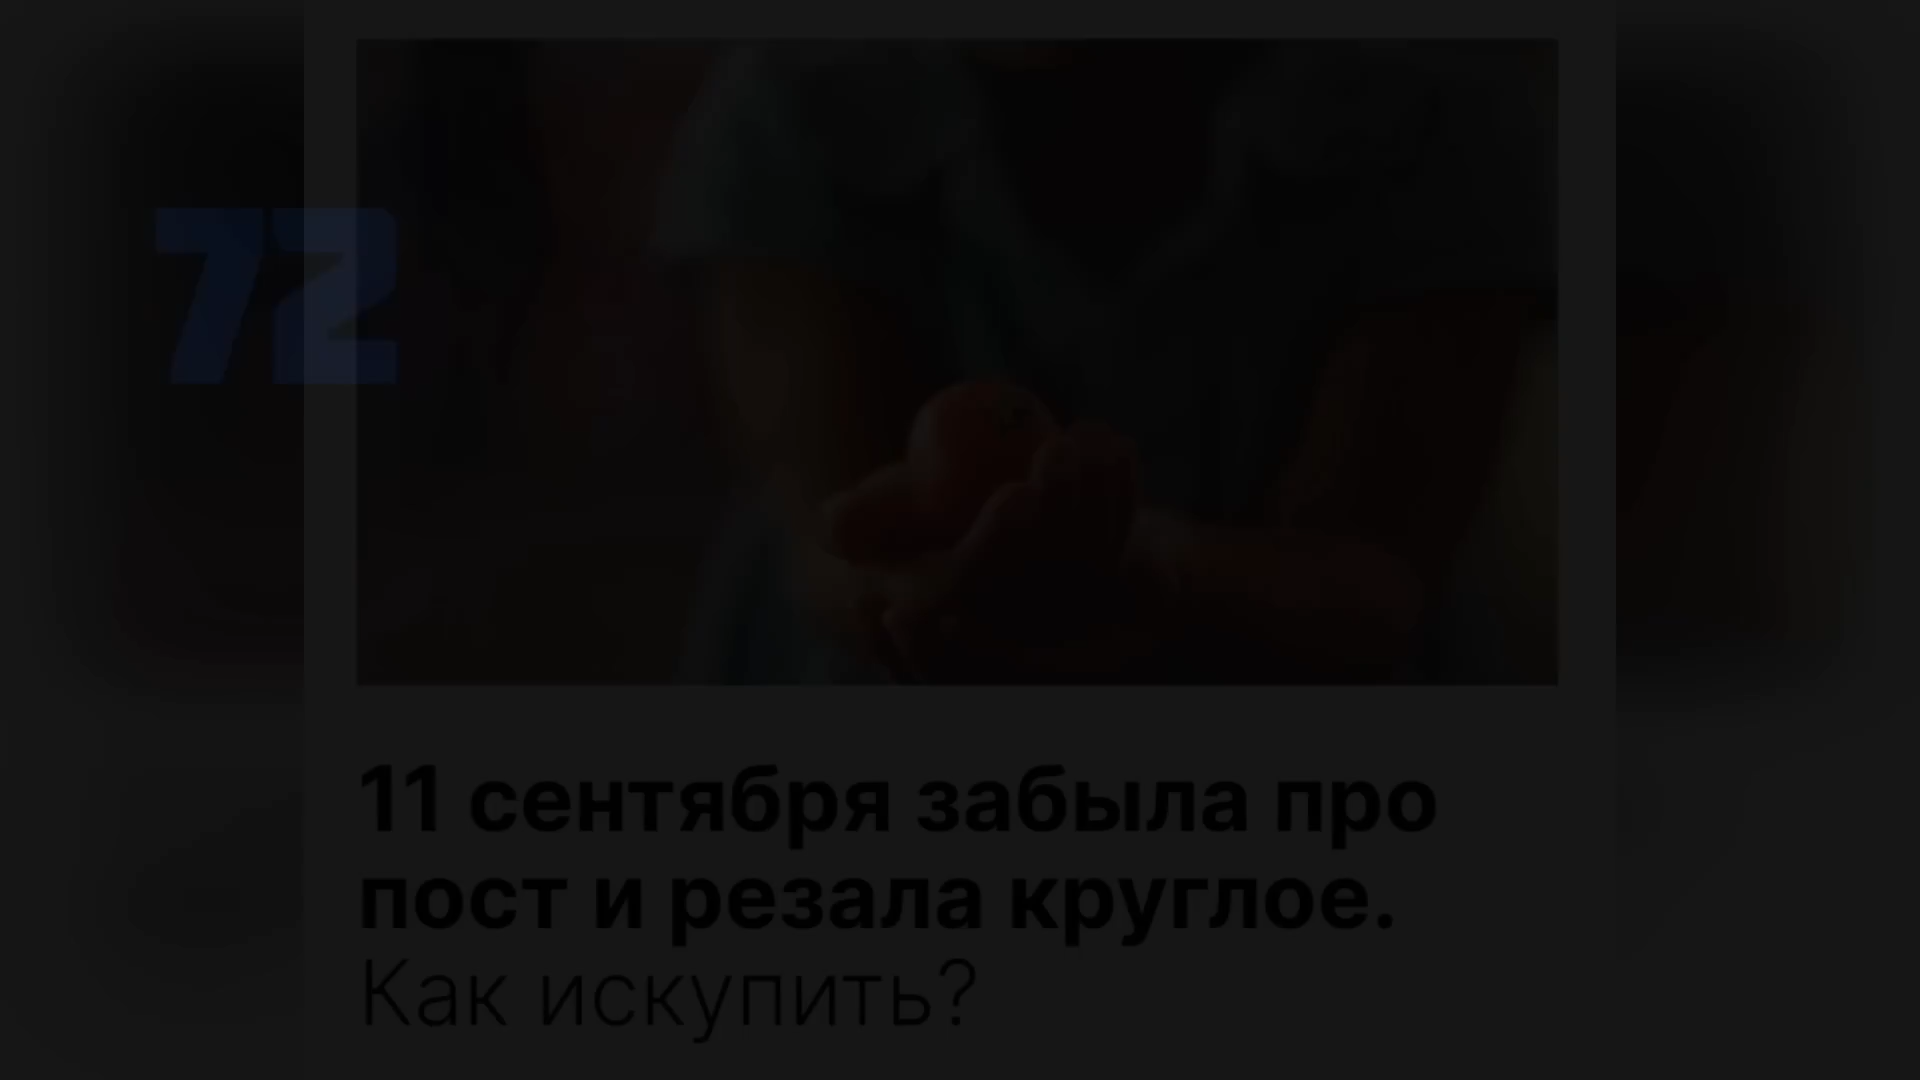 72
11 сентября забыла про
пост и резала круглое.
Как искупить?